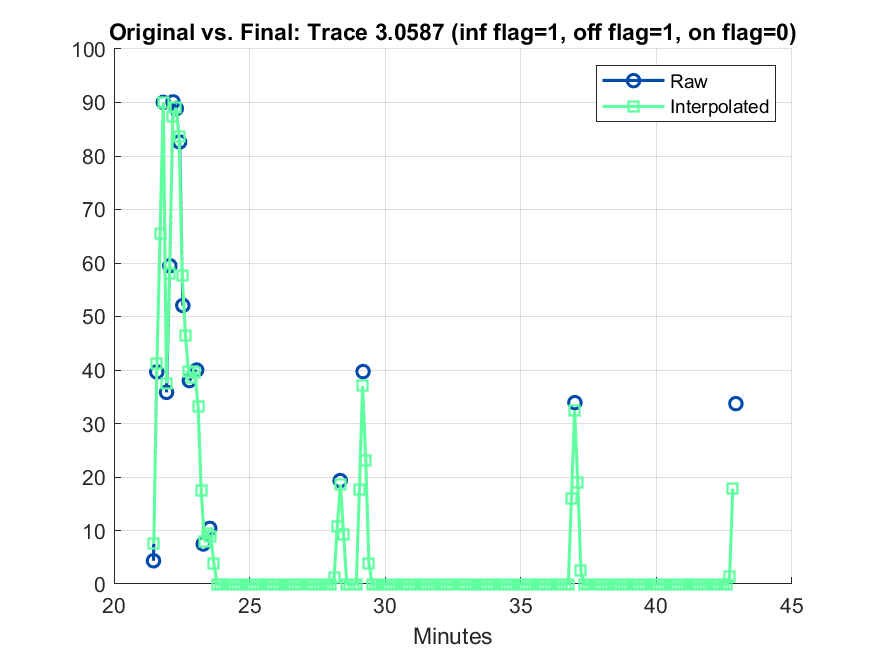 Original vs. Final: Trace 3.0587 (inf flag=1, off flag=1, on flag=0)
100
90
80
70
60
50
40
30
20
10
0
Raw
Interpolated
20 25 30 35 40 45
Minutes